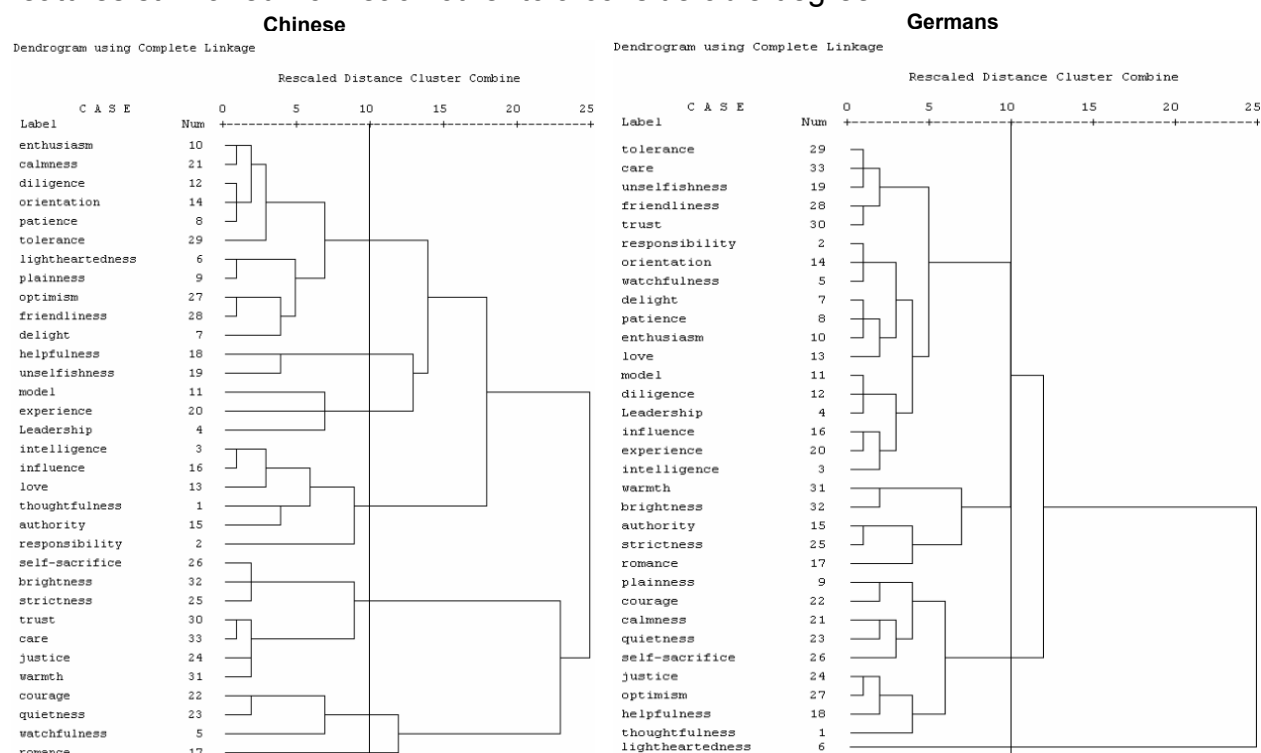 Chinese
Dendrogram using Complete Linkage
Rescaled Distance Cluster Combine
C A S E 0 5 10 15 20 25
Label Num +---------+---------+---------+---------+---------+
enthusiasm 10
calmness 21
diligence 12
orientation 14
patience 8
tolerance 29
lightheartedness 6
plainness 9
optimism 27
friendliness 28
delight 7
helpfulness 18
unselfishness 19
model 11
experience 20
Leadership 4
intelligence 3
influence 16
love 13
thoughtfulness 1
authority 15
responsibility 2
self-sacrifice 26
brightness 32
strictness 25
trust 30
care 33
justice 24
warmth 31
courage 22
quietness 23
watchfulness 5
romance 17
Germans
Dendrogram using Complete Linkage
Rescaled Distance Cluster Combine
C A S E 0 5 10 15 20 25
Label Num +---------+---------+---------+---------+---------+
tolerance 29
care 33
unselfishness 19
friendliness 28
trust 30
responsibility 2
orientation 14
watchfulness 5
delight 7
patience 8
enthusiasm 10
love 13
model 11
diligence 12
Leadership 4
influence 16
experience 20
intelligence 3
warmth 31
brightness 32
authority 15
strictness 25
romance 17
plainness 9
courage 22
calmness 21
quietness 23
self-sacrifice 26
justice 24
optimism 27
helpfulness 18
thoughtfulness 1
lightheartedness 6